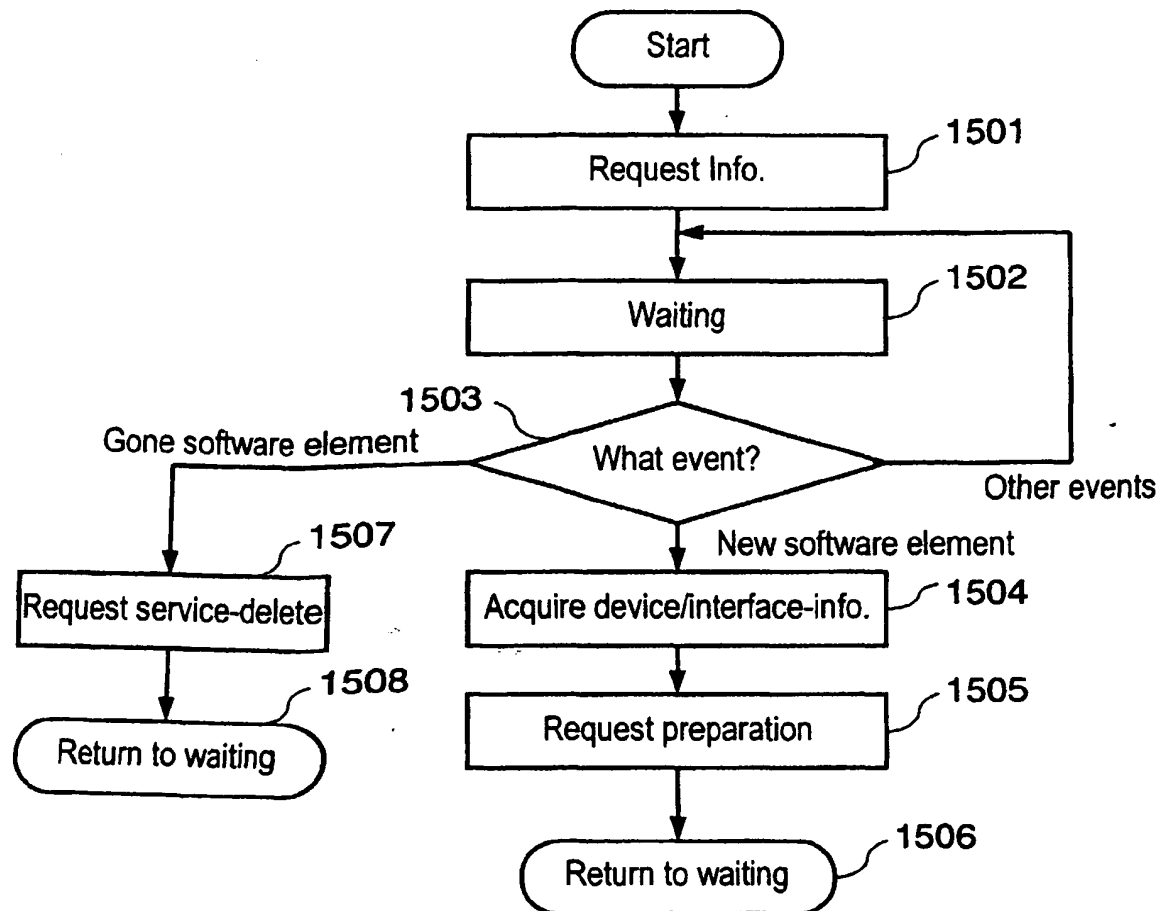 Start
1501
Request Info.
1502
Waiting
1503
Gone software element
What event?
Other events
New software element
1507
Request service-delete
1504
Acquire device/interface-info.
1508
Return to waiting
1505
Request preparation
1506
Return to waiting